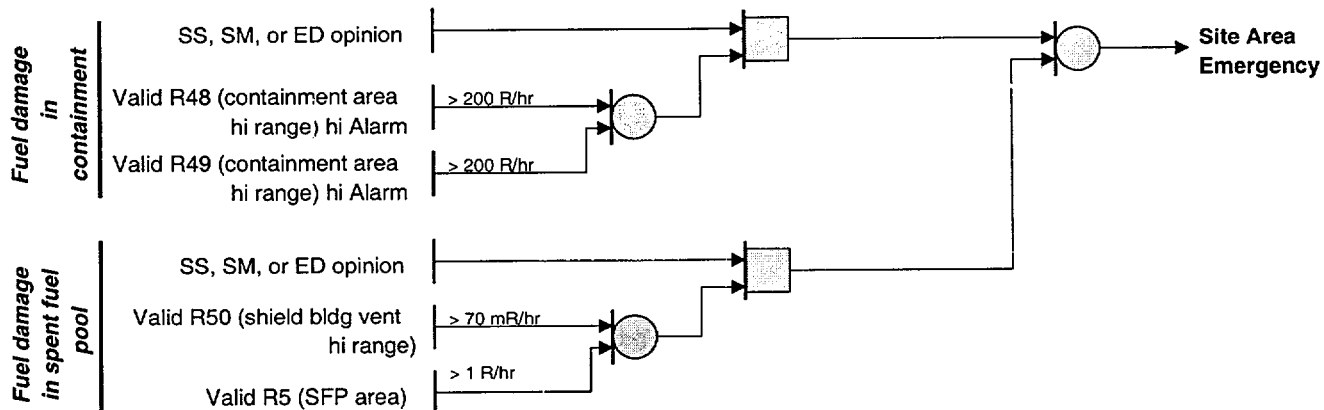 Fuel damage
in
containment
SS, SM, or ED opinion
Valid R48 (containment area
hi range) hi Alarm
> 200 R/hr
Valid R49 (containment area
hi range) hi Alarm
> 200 R/hr
Site Area
Emergency
Fuel damage
in spent fuel
pool
SS, SM, or ED opinion
Valid R50 (shield bldg vent
hi range)
> 70 mR/hr
Valid R5 (SFP area)
> 1 R/hr